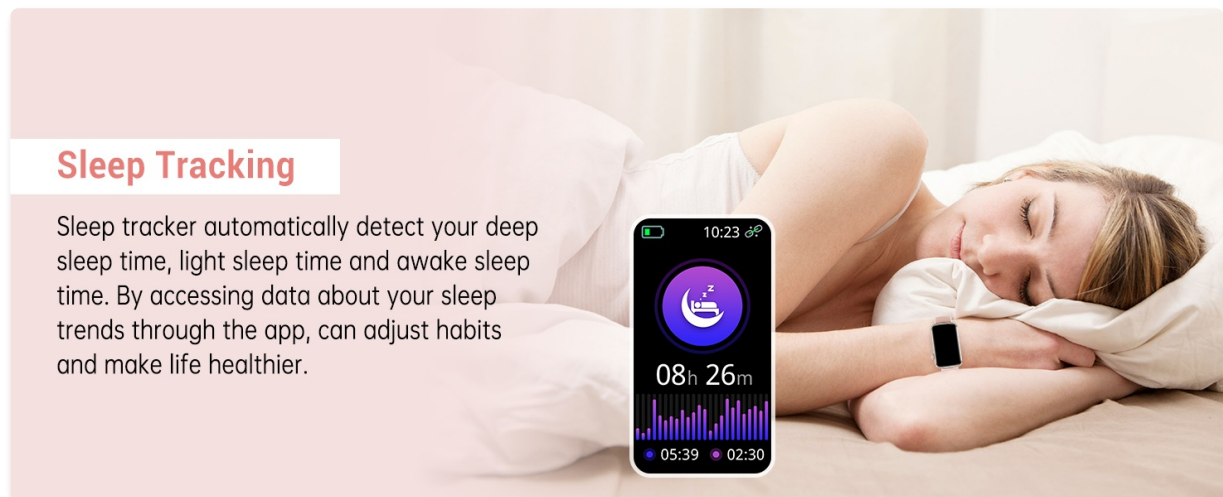 Sleep Tracking
Sleep tracker automatically detect your deep
sleep time, light sleep time and awake sleep
time. By accessing data about your sleep
trends through the app, can adjust habits
and make life healthier.
10:23
z z
08h 26m
05:39 02:30